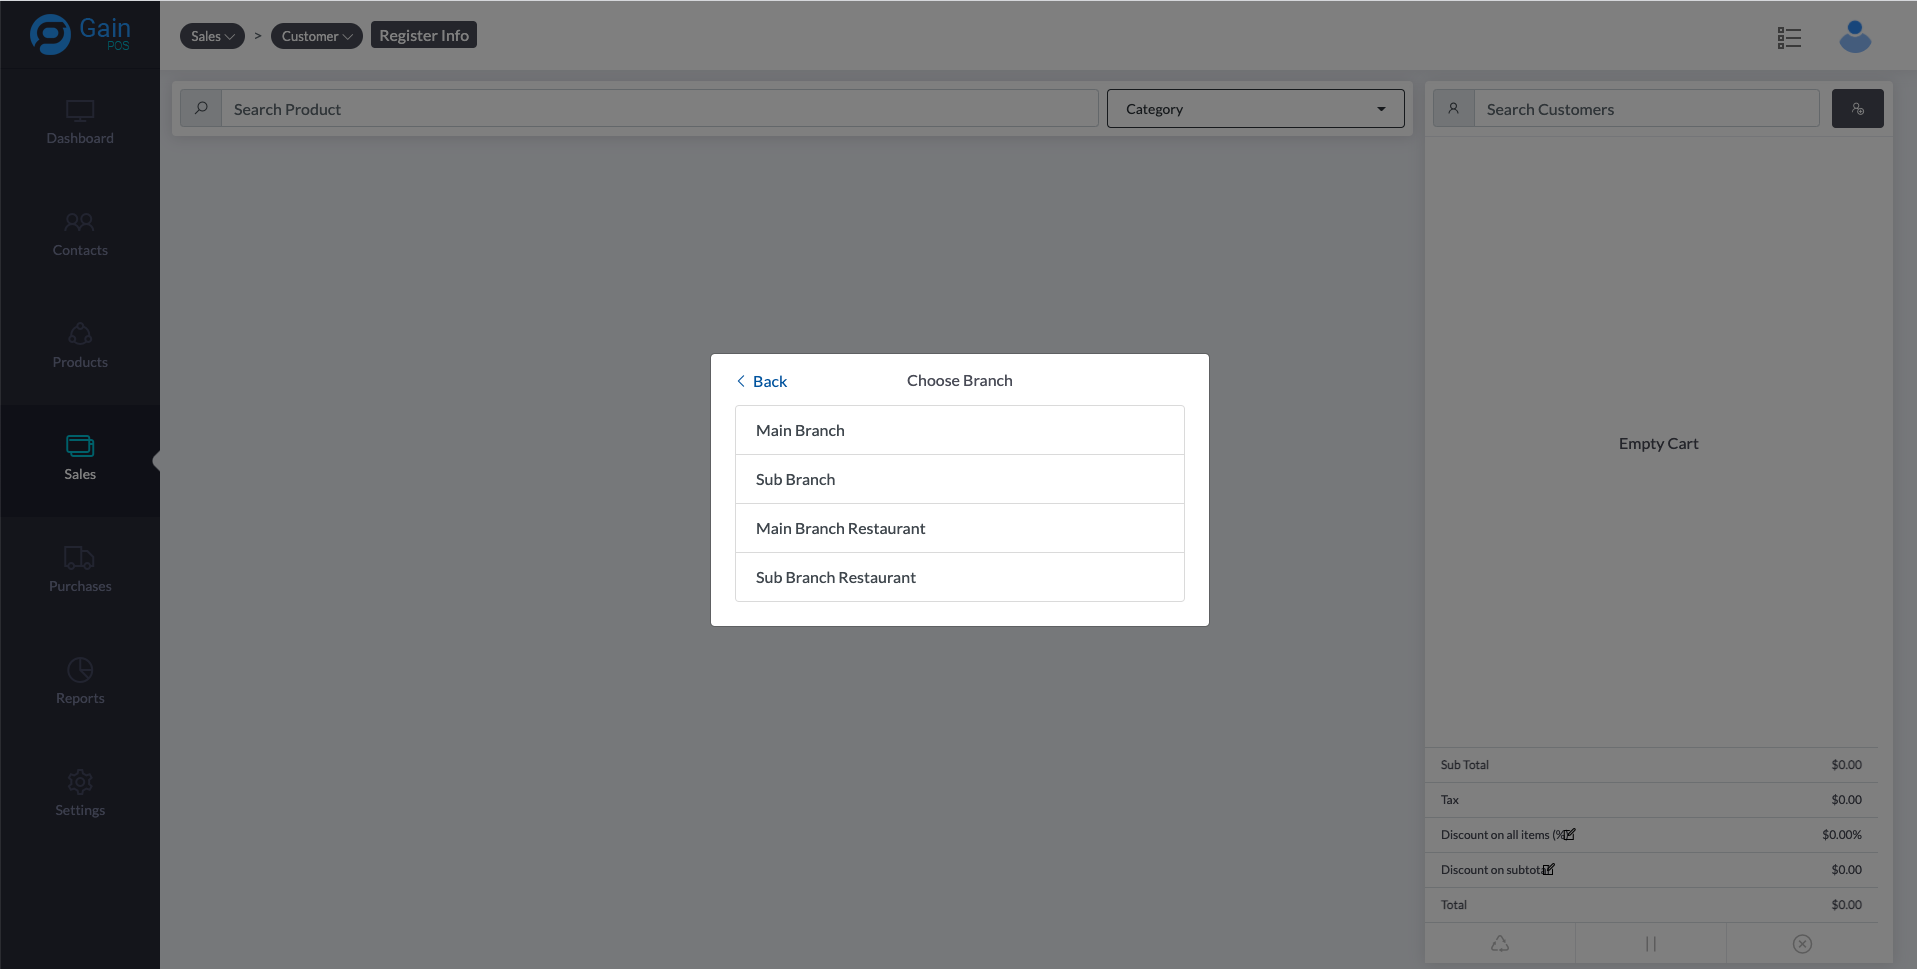 Gain
POS
Sales > Customer Register Info
Dashboard
Contacts
Products
Sales
Purchases
Reports
Settings
Search Product
Category
Search Customers
Back
Choose Branch
Main Branch
Sub Branch
Main Branch Restaurant
Sub Branch Restaurant
Empty Cart
Sub Total $0.00
Tax $0.00
Discount on all items (% $0.00%
Discount on subtotal $0.00
Total $0.00